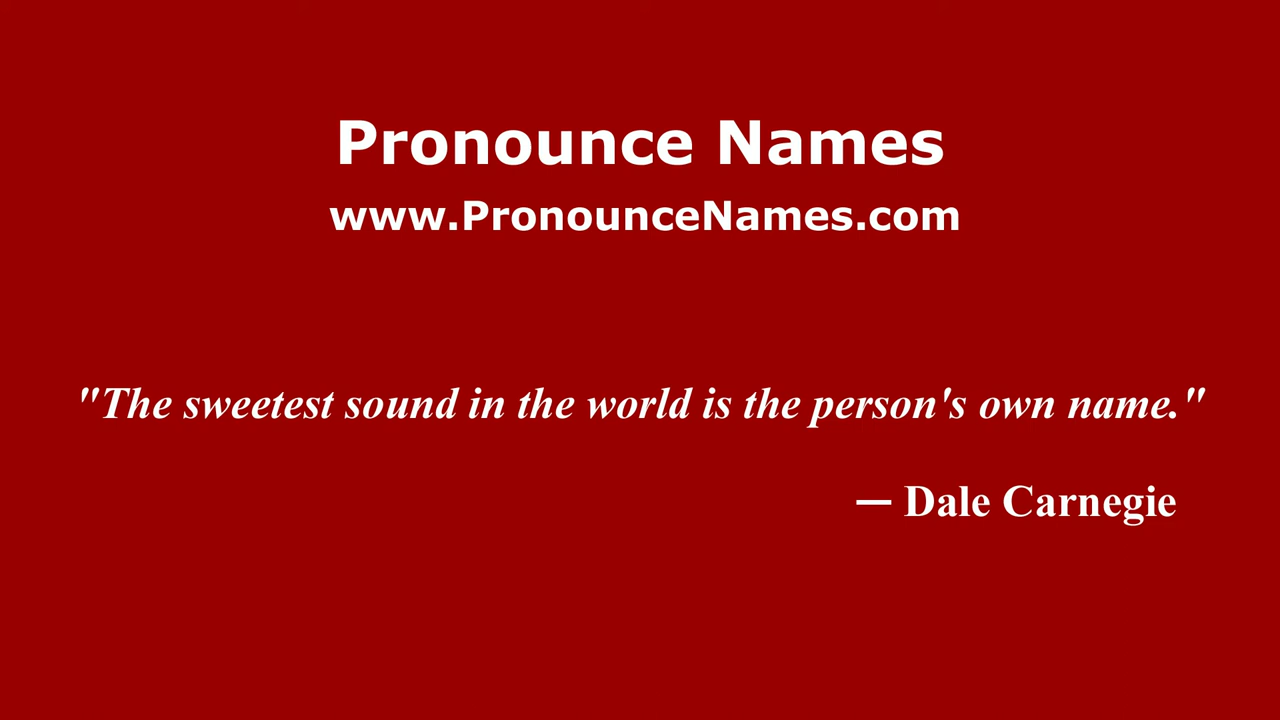 Pronounce Names
www.PronounceNames.com
"The sweetest sound in the world is the person's own name."
— Dale Carnegie